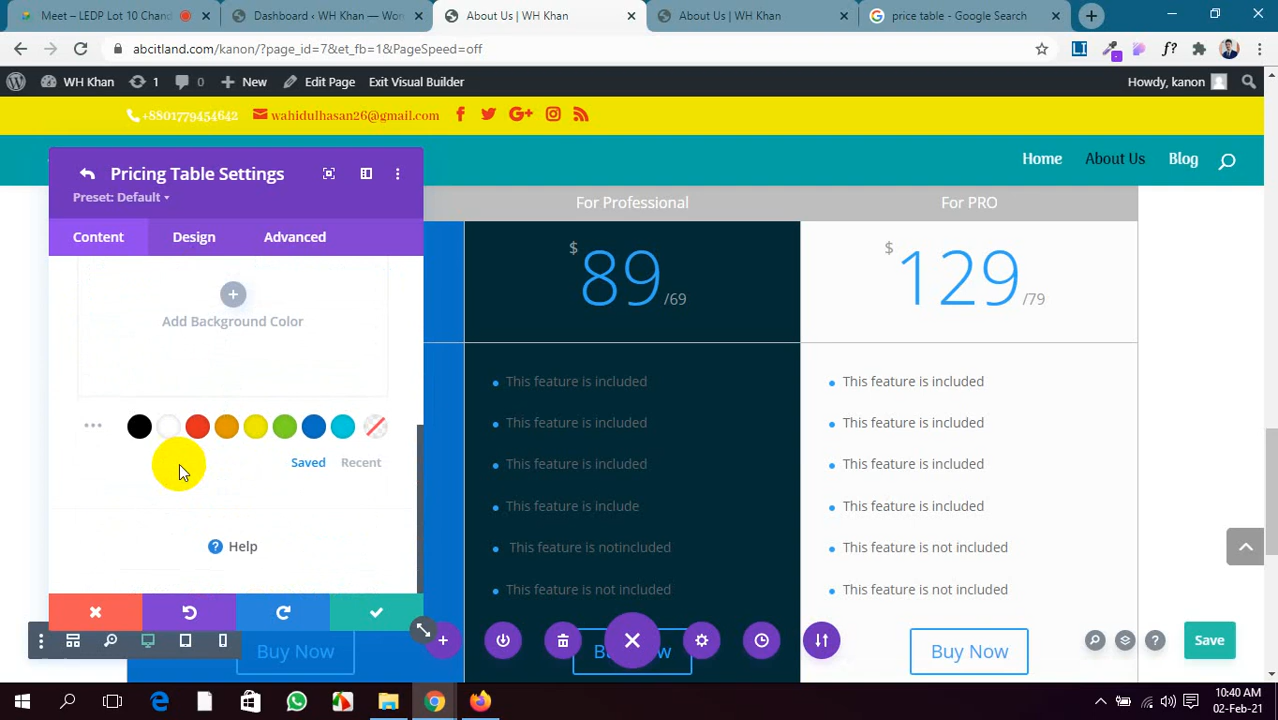 Meet – LEDP Lot 10 Chand
Dashboard ‹ WH Khan — Wor
About Us | WH Khan
About Us | WH Khan
price table - Google Search
abcitland.com/kanon/?page_id=7&et_fb=1&PageSpeed=off
WH Khan
1
0
New
Edit Page
Exit Visual Builder
Howdy, kanon
+8801779454642
wahidulhasan26@gmail.com
Home
About Us
Blog
Pricing Table Settings
Preset: Default
Content
Design
Advanced
Add Background Color
Saved
Recent
Help
For Professional
$
89
/69
This feature is included
This feature is included
This feature is included
This feature is include
This feature is notincluded
This feature is not included
For PRO
$
129
/79
This feature is included
This feature is included
This feature is included
This feature is included
This feature is not included
This feature is not included
Buy Now
Buy Now
Save
10:40 AM
02-Feb-21